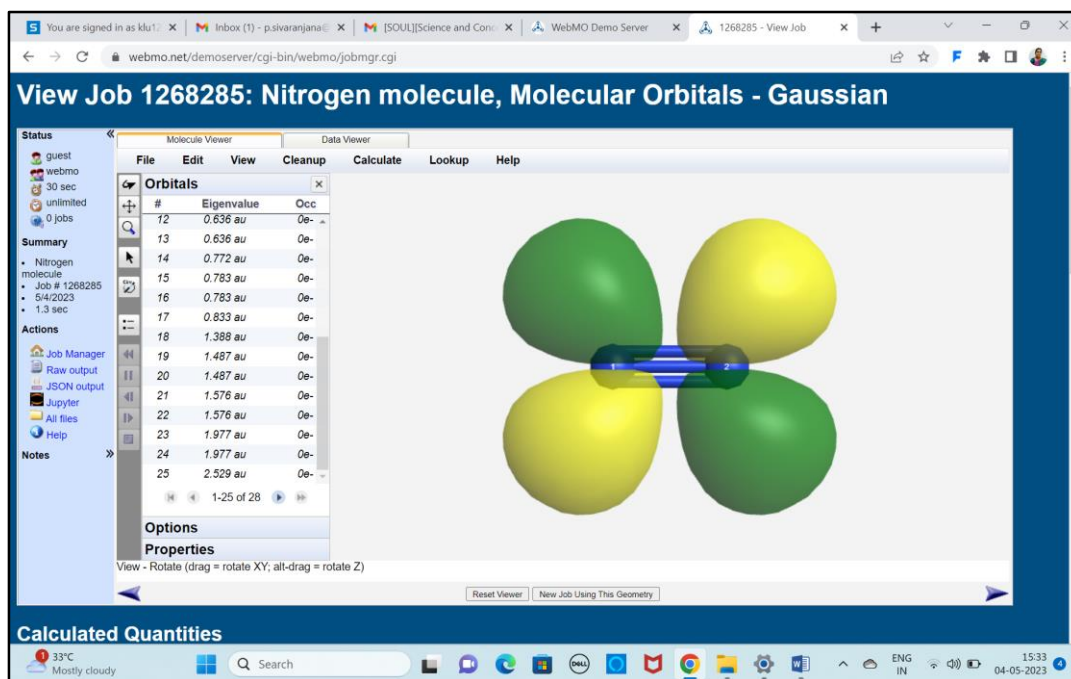 You are signed in as klu12
Inbox (1) - p.sivaranjana@
M [SOUL][Science and Conc
WebMO Demo Server
1268285 - View Job
webmo.net/demoserver/cgi-bin/webmo/jobmgr.cgi
View Job 1268285: Nitrogen molecule, Molecular Orbitals - Gaussian
Status
guest
webmo
30 sec
unlimited
0 jobs
Summary
Nitrogen
molecule
Job # 1268285
5/4/2023
1.3 sec
Actions
Job Manager
Raw output
JSON output
Jupyter
All files
Help
Notes
Molecule Viewer
Data Viewer
File Edit View Cleanup Calculate Lookup Help
Orbitals
# Eigenvalue Occ
12 0.636 au 0e-
13 0.636 au 0e-
14 0.772 au 0e-
15 0.783 au 0e-
16 0.783 au 0e-
17 0.833 au 0e-
18 1.388 au 0e-
19 1.487 au 0e-
20 1.487 au 0e-
21 1.576 au 0e-
22 1.576 au 0e-
23 1.977 au 0e-
24 1.977 au 0e-
25 2.529 au 0e-
1-25 of 28
Options
Properties
1 2
View - Rotate (drag = rotate XY; alt-drag = rotate Z)
Reset Viewer
New Job Using This Geometry
Calculated Quantities
1
33°C
Mostly cloudy
Search
DELL
ENG
IN
15:33
04-05-2023
4